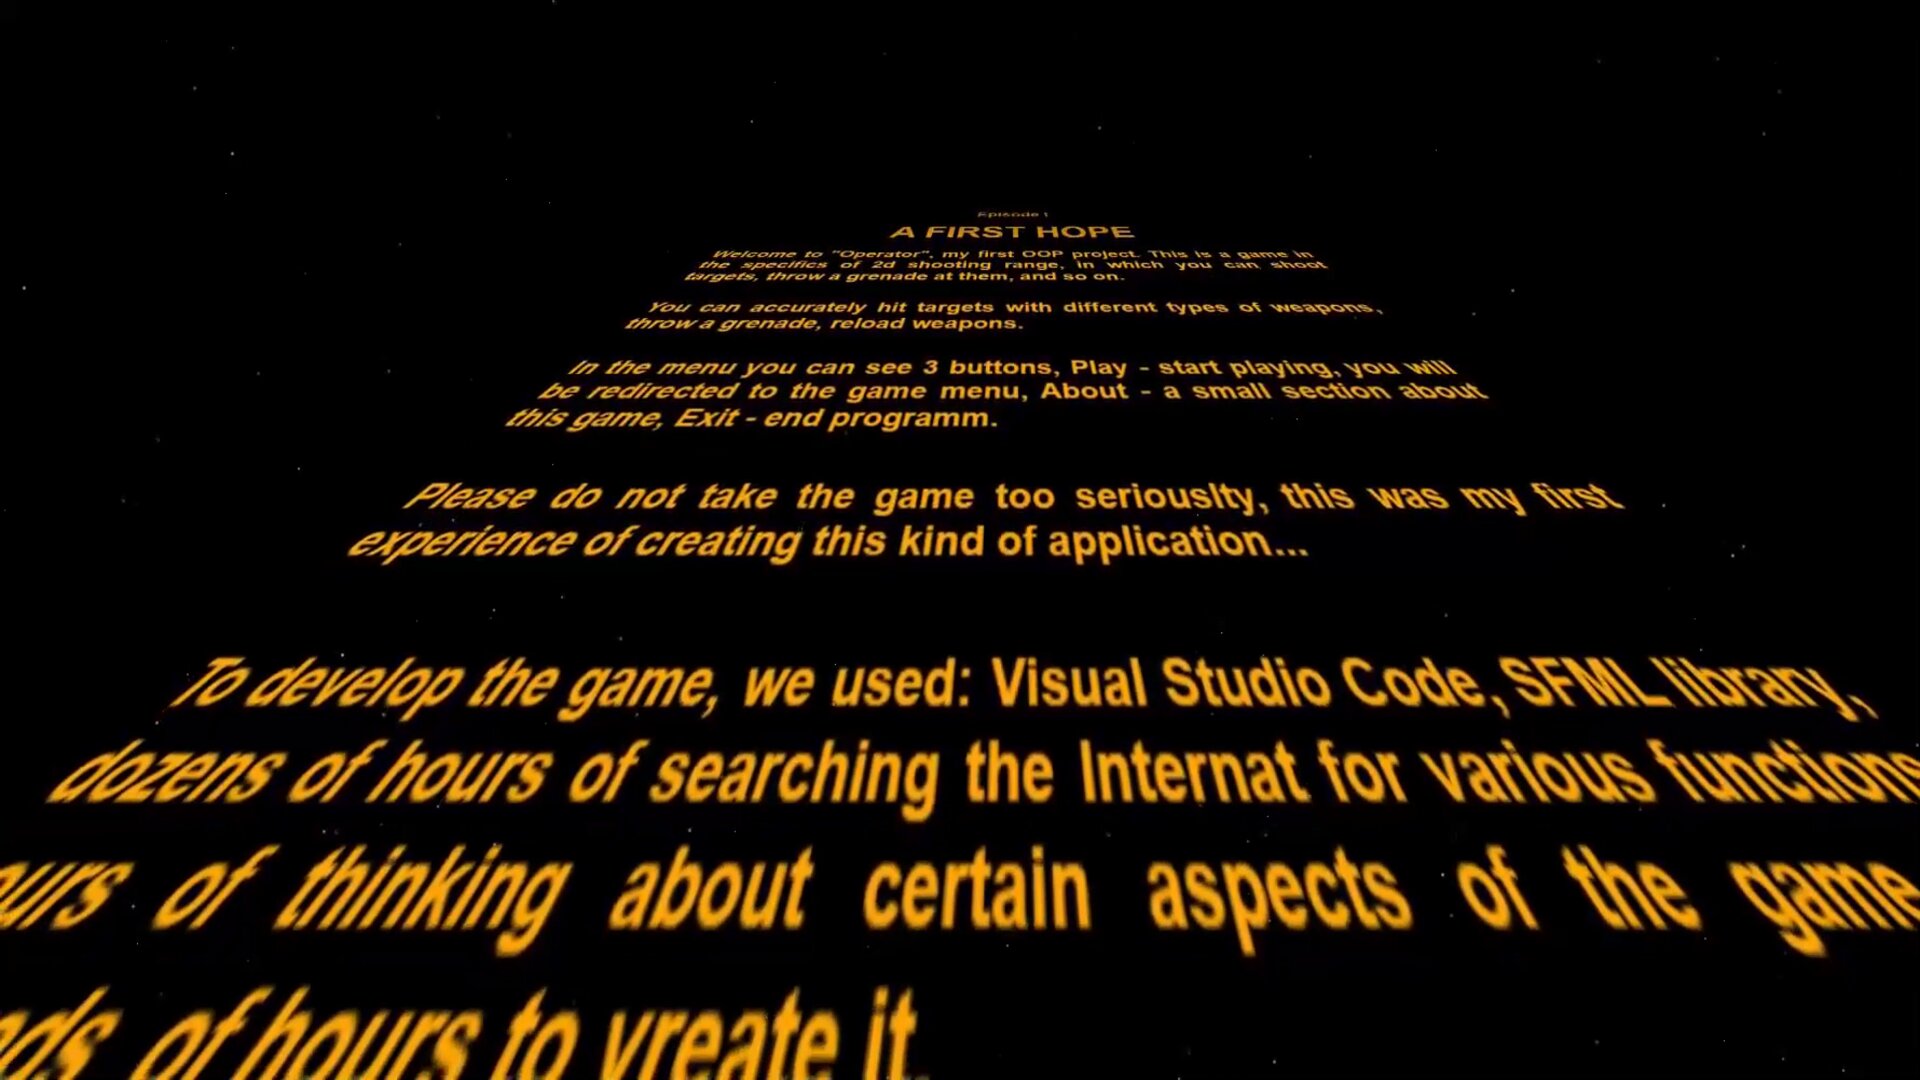 Episode I
A FIRST HOPE
Welcome to "Operator", my first OOP project. This is a game in
the specifics of 2d shooting range, in which you can shoot
targets, throw a grenade at them, and so on.
You can accurately hit targets with different types of weapons,
throw a grenade, reload weapons.
In the menu you can see 3 buttons, Play - start playing, you will
be redirected to the game menu, About - a small section about
this game, Exit - end programm.
Please do not take the game too seriouslty, this was my first
experience of creating this kind of application...
To develop the game, we used: Visual Studio Code, SFML library,
dozens of hours of searching the Internat for various functions
of thinking about certain aspects of the game
of hours to vreate it.